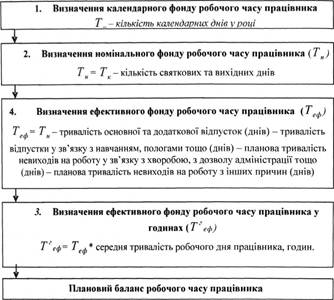 1. Визначення календарного фонду робочого часу працівника
Тк – кількість календарних днів у році
2. Визначення номінального фонду робочого часу працівника (Тн)
Тн = Тк – кількість святкових та вихідних днів
4. Визначення ефективного фонду робочого часу працівника (Теф)
Теф = Тн – тривалість основної та додаткової відпусток (днів) – тривалість
відпустки у зв'язку з навчанням, пологами тощо (днів) – планова тривалість
невиходів на роботу у зв'язку з хворобою, з дозволу адміністрації тощо
(днів) – планова тривалість невиходів на роботу з інших причин (днів)
3. Визначення ефективного фонду робочого часу працівника у
годинах (Тгеф)
Тгеф = Теф * середня тривалість робочого дня працівника, годин.
Плановий баланс робочого часу працівника